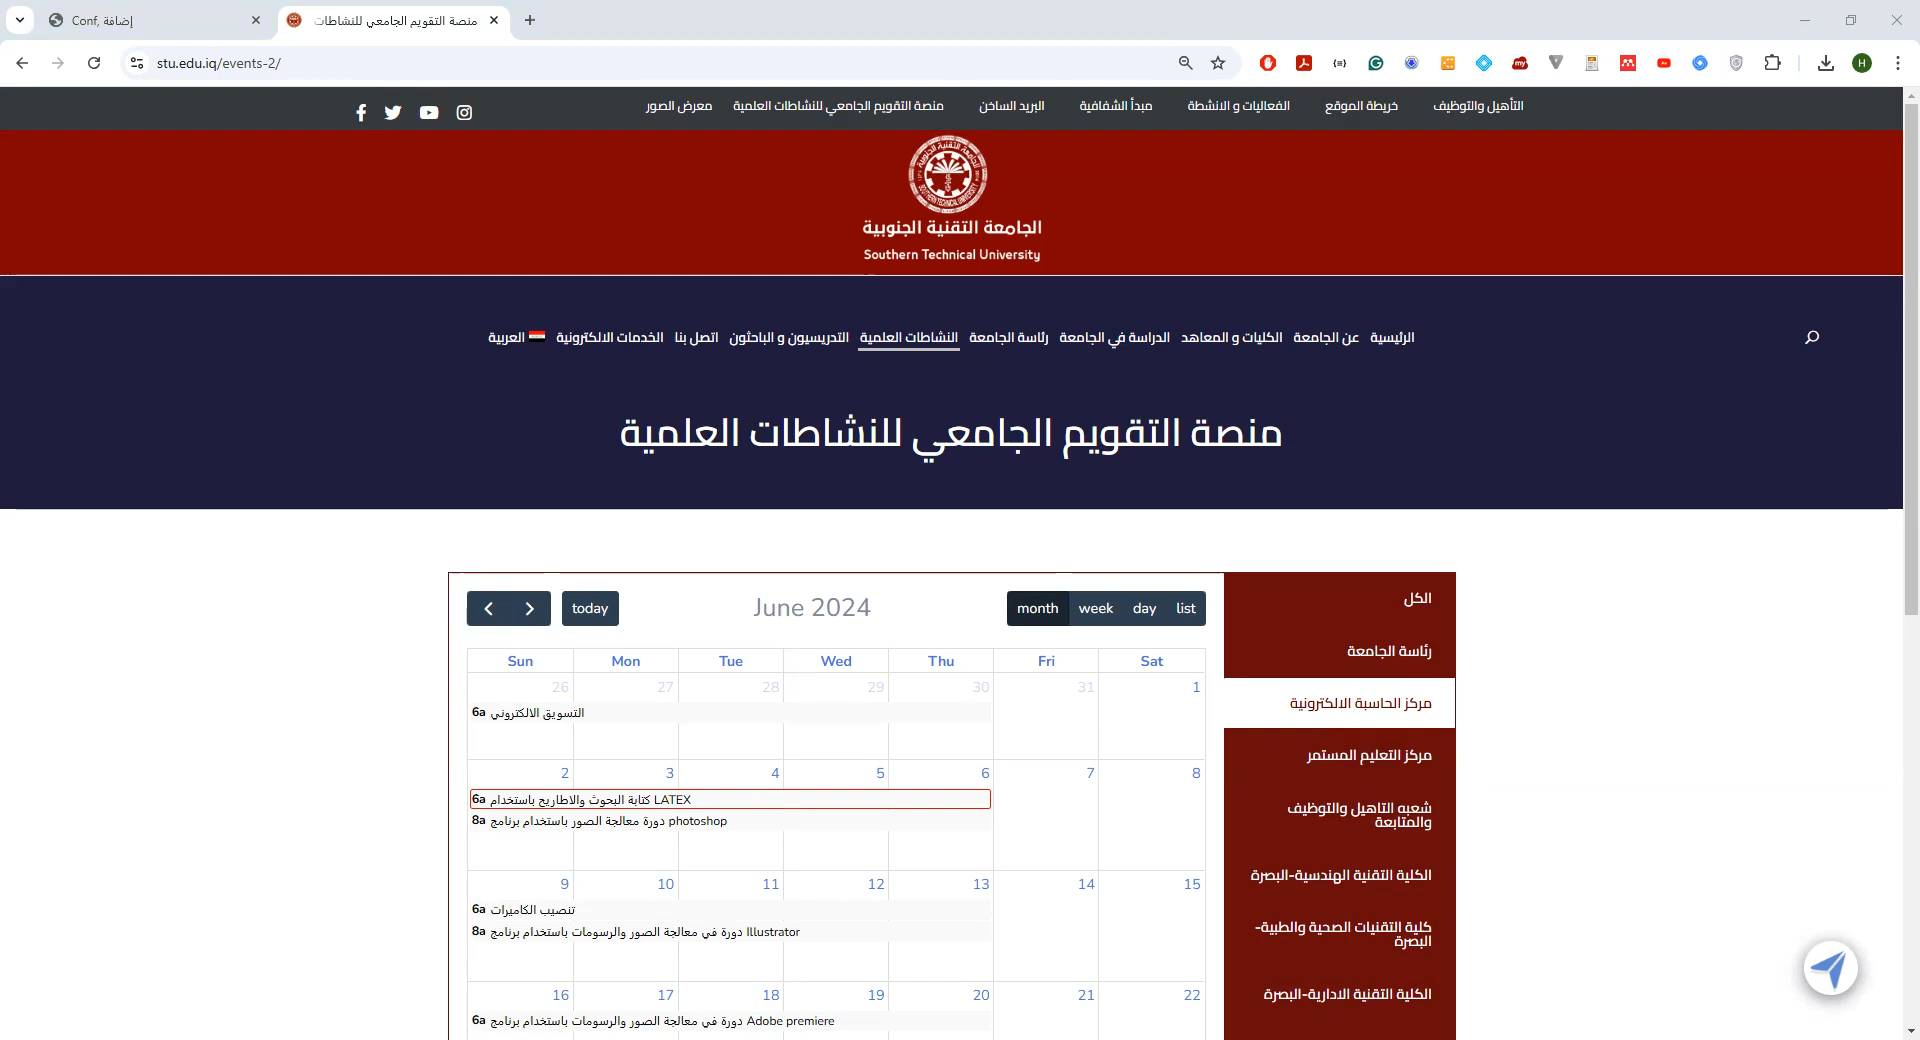 Conf, إضافة
منصة التقويم الجامعي للنشاطات
stu.edu.iq/events-2/
التأهيل والتوظيف
خريطة الموقع
الفعاليات و الانشطة
مبدأ الشفافية
البريد الساخن
منصة التقويم الجامعي للنشاطات العلمية
معرض الصور
الجامعة التقنية الجنوبية
Southern Technical University
الرئيسية
عن الجامعة
الكليات و المعاهد
الدراسة في الجامعة
رئاسة الجامعة
النشاطات العلمية
التدريسيون و الباحثون
اتصل بنا
الخدمات الالكترونية
العربية
منصة التقويم الجامعي للنشاطات العلمية
today
June 2024
month week day list
Sun Mon Tue Wed Thu Fri Sat
26 27 28 29 30 31 1
6a التسويق الالكتروني
2 3 4 5 6 7 8
6a كتابة البحوث والاطاريح باستخدام LATEX
8a دورة معالجة الصور باستخدام برنامج photoshop
9 10 11 12 13 14 15
6a تنصيب الكاميرات
8a دورة في معالجة الصور والرسومات باستخدام برنامج Illustrator
16 17 18 19 20 21 22
6a دورة في معالجة الصور والرسومات باستخدام برنامج Adobe premiere
الكل
رئاسة الجامعة
مركز الحاسبة الالكترونية
مركز التعليم المستمر
شعبه التاهيل والتوظيف
والمتابعة
الكلية التقنية الهندسية-البصرة
كلية التقنيات الصحية والطبية-
البصرة
الكلية التقنية الادارية-البصرة